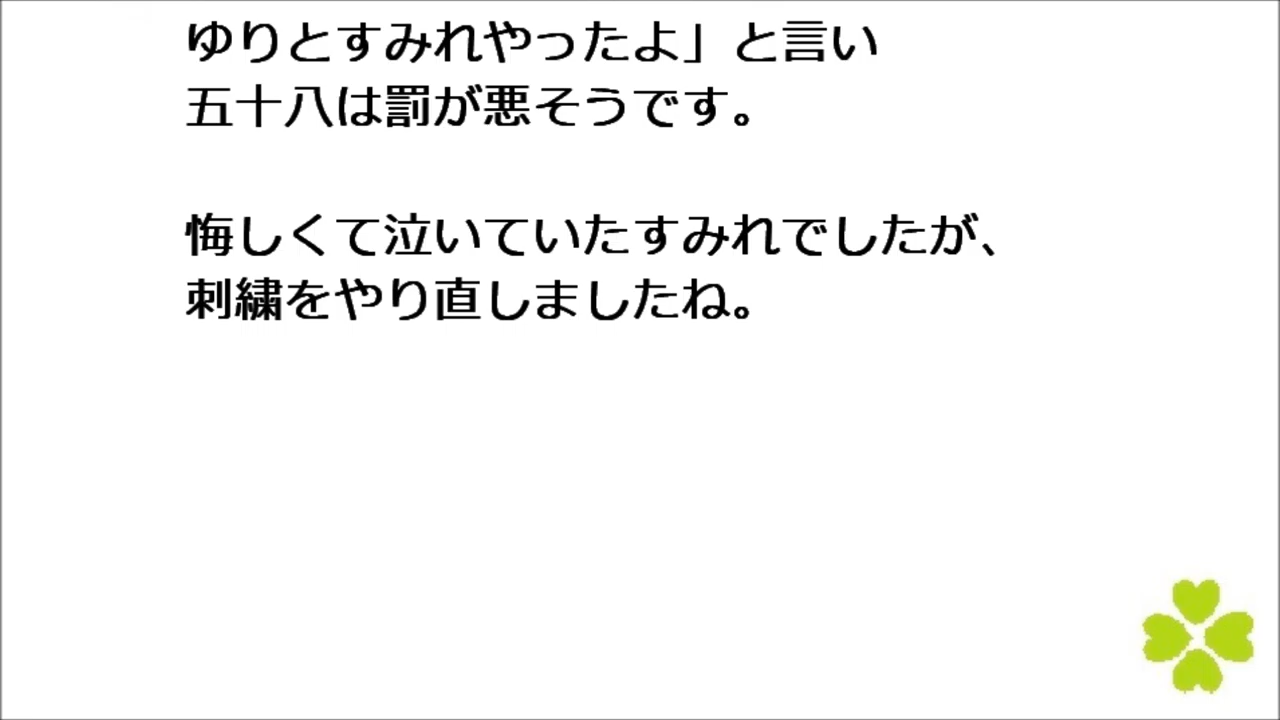 ゆりとすみれやったよ」と言い
五十八は罰が悪そうです。
悔しくて泣いていたすみれでしたが、
刺繍をやり直しましたね。